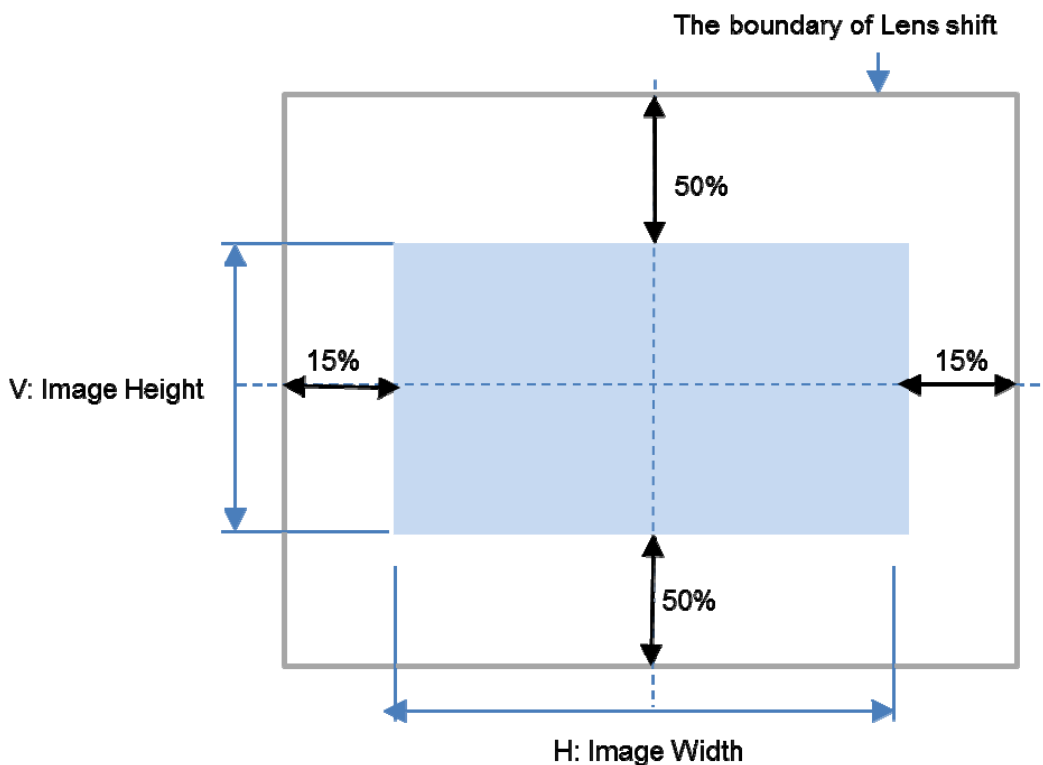 The boundary of Lens shift
50%
15%
15%
V: Image Height
50%
H: Image Width